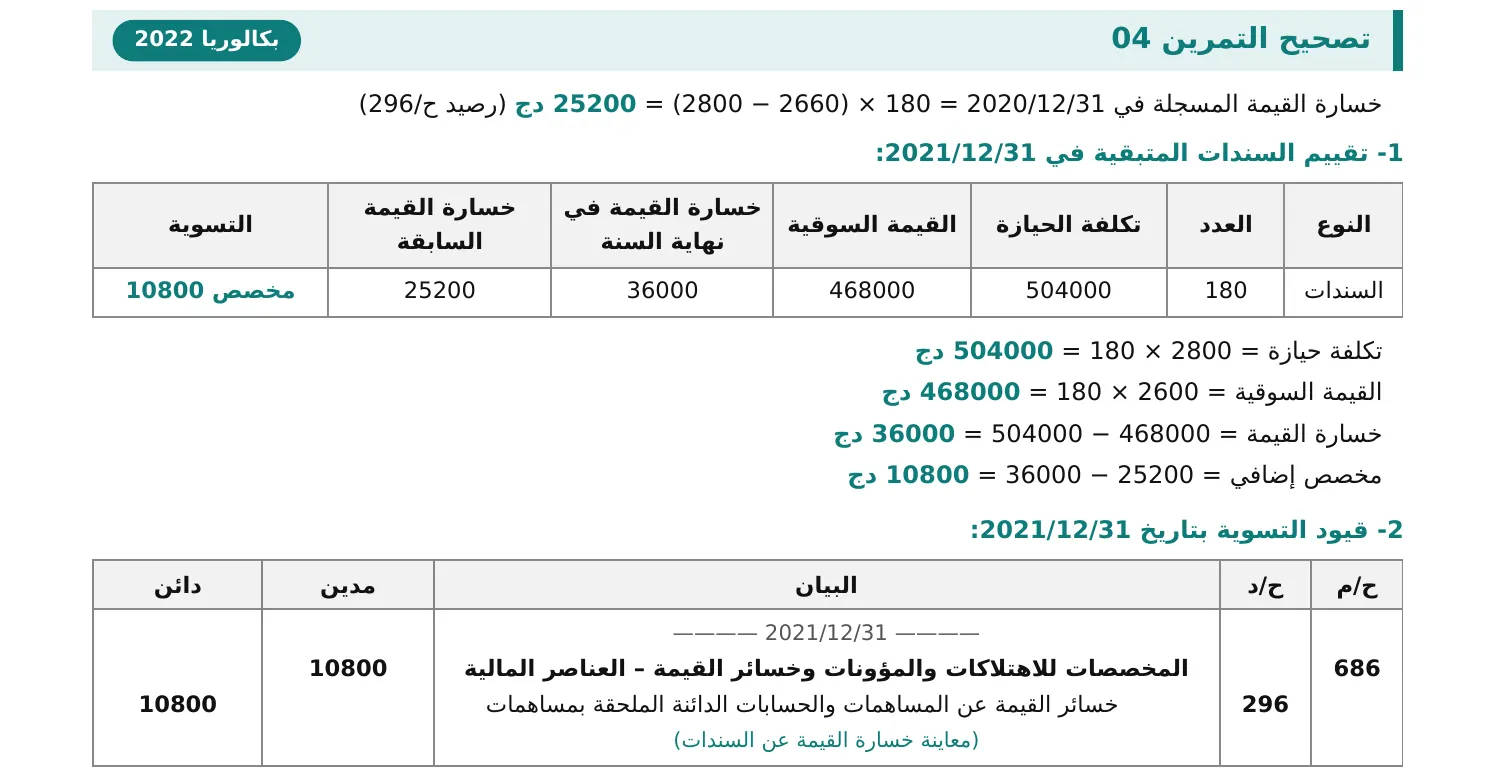 تصحيح التمرين 04
بكالوريا 2022
خسارة القيمة المسجلة في 2020/12/31 = 180 × (2660 − 2800) = 25200 دج (رصيد ح/296)
1- تقييم السندات المتبقية في 2021/12/31:
النوع العدد تكلفة الحيازة القيمة السوقية خسارة القيمة في نهاية السنة خسارة القيمة السابقة التسوية
السندات 180 504000 468000 36000 25200 مخصص 10800
تكلفة حيازة = 2800 × 180 = 504000 دج
القيمة السوقية = 2600 × 180 = 468000 دج
خسارة القيمة = 468000 − 504000 = 36000 دج
مخصص إضافي = 25200 − 36000 = 10800 دج
2- قيود التسوية بتاريخ 2021/12/31:
ح/م ح/د البيان مدين دائن
———— 2021/12/31 ————
686 المخصصات للاهتلاكات والمؤونات وخسائر القيمة – العناصر المالية 10800
296 خسائر القيمة عن المساهمات والحسابات الدائنة الملحقة بمساهمات 10800
(معاينة خسارة القيمة عن السندات)